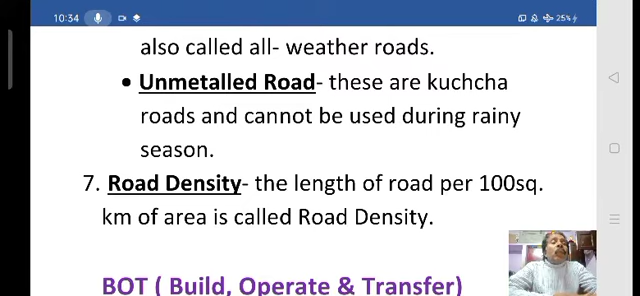 10:34
25%
also called all- weather roads.
• Unmetalled Road- these are kuchcha
roads and cannot be used during rainy
season.
7. Road Density- the length of road per 100sq.
km of area is called Road Density.
BOT ( Build, Operate & Transfer)